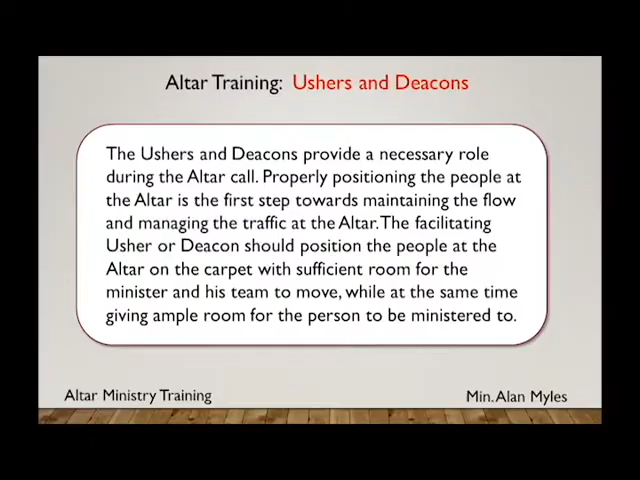 Altar Training: Ushers and Deacons
The Ushers and Deacons provide a necessary role
during the Altar call. Properly positioning the people at
the Altar is the first step towards maintaining the flow
and managing the traffic at the Altar. The facilitating
Usher or Deacon should position the people at the
Altar on the carpet with sufficient room for the
minister and his team to move, while at the same time
giving ample room for the person to be ministered to.
Altar Ministry Training
Min. Alan Myles